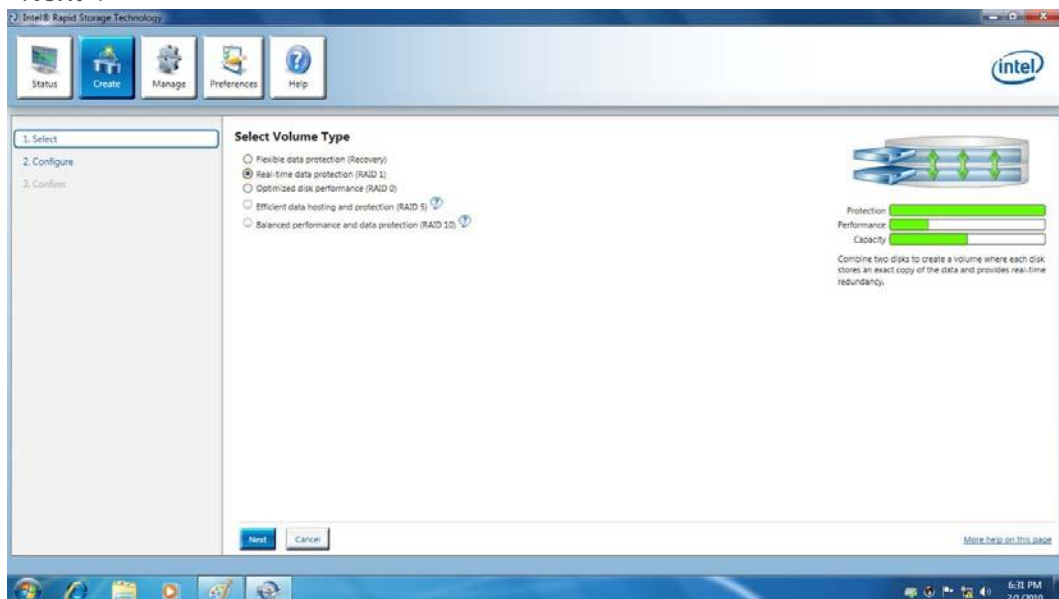 Intel® Rapid Storage Technology
Status
Create
Manage
Preferences
Help
intel
1. Select
2. Configure
3. Confirm
Select Volume Type
Flexible data protection (Recovery)
Real-time data protection (RAID 1)
Optimized disk performance (RAID 0)
Efficient data hosting and protection (RAID 5)
Balanced performance and data protection (RAID 10)
Protection
Performance
Capacity
Combine two disks to create a volume where each disk
stores an exact copy of the data and provides real-time
redundancy.
Next
Cancel
More help on this page
6:31 PM
2/1/2010